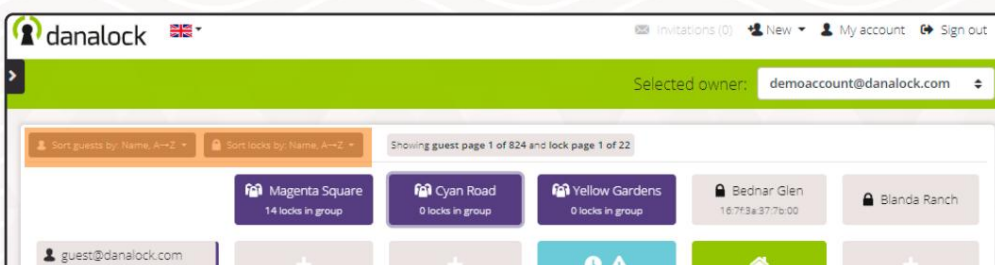 danalock
Invitations (0) New My account Sign out
Selected owner: demoaccount@danalock.com
Sort guests by: Name, A→Z Sort locks by: Name, A→Z Showing guest page 1 of 824 and lock page 1 of 22
Magenta Square Cyan Road Yellow Gardens Bednar Glen Blanda Ranch
14 locks in group 0 locks in group 0 locks in group 16:7f:3a:37:7b:00
guest@danalock.com